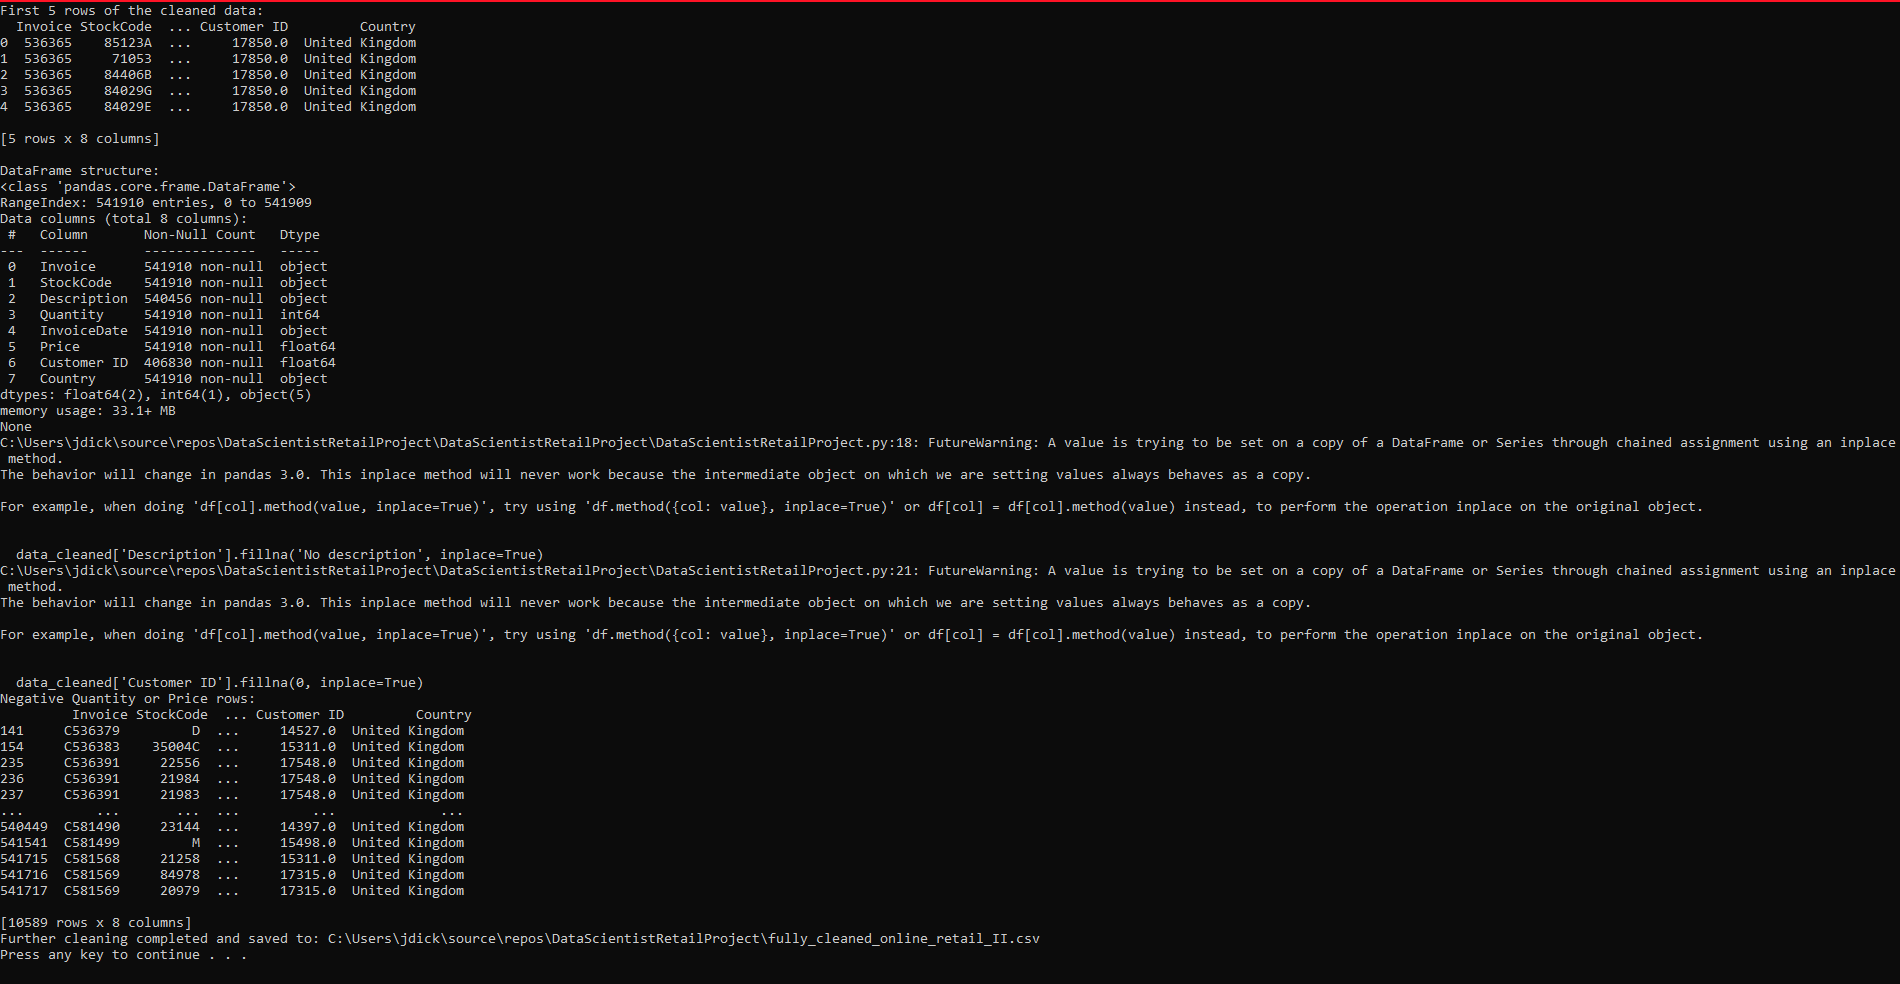 First 5 rows of the cleaned data:
  Invoice StockCode  ... Customer ID         Country
0  536365    85123A  ...     17850.0  United Kingdom
1  536365     71053  ...     17850.0  United Kingdom
2  536365    84406B  ...     17850.0  United Kingdom
3  536365    84029G  ...     17850.0  United Kingdom
4  536365    84029E  ...     17850.0  United Kingdom

[5 rows x 8 columns]

DataFrame structure:
<class 'pandas.core.frame.DataFrame'>
RangeIndex: 541910 entries, 0 to 541909
Data columns (total 8 columns):
 #   Column       Non-Null Count   Dtype
---  ------       --------------   -----
 0   Invoice      541910 non-null  object
 1   StockCode    541910 non-null  object
 2   Description  540456 non-null  object
 3   Quantity     541910 non-null  int64
 4   InvoiceDate  541910 non-null  object
 5   Price        541910 non-null  float64
 6   Customer ID  406830 non-null  float64
 7   Country      541910 non-null  object
dtypes: float64(2), int64(1), object(5)
memory usage: 33.1+ MB
None
C:\Users\jdick\source\repos\DataScientistRetailProject\DataScientistRetailProject\DataScientistRetailProject.py:18: FutureWarning: A value is trying to be set on a copy of a DataFrame or Series through chained assignment using an inplace
 method.
The behavior will change in pandas 3.0. This inplace method will never work because the intermediate object on which we are setting values always behaves as a copy.

For example, when doing 'df[col].method(value, inplace=True)', try using 'df.method({col: value}, inplace=True)' or df[col] = df[col].method(value) instead, to perform the operation inplace on the original object.


  data_cleaned['Description'].fillna('No description', inplace=True)
C:\Users\jdick\source\repos\DataScientistRetailProject\DataScientistRetailProject\DataScientistRetailProject.py:21: FutureWarning: A value is trying to be set on a copy of a DataFrame or Series through chained assignment using an inplace
 method.
The behavior will change in pandas 3.0. This inplace method will never work because the intermediate object on which we are setting values always behaves as a copy.

For example, when doing 'df[col].method(value, inplace=True)', try using 'df.method({col: value}, inplace=True)' or df[col] = df[col].method(value) instead, to perform the operation inplace on the original object.


  data_cleaned['Customer ID'].fillna(0, inplace=True)
Negative Quantity or Price rows:
         Invoice StockCode  ... Customer ID         Country
141     C536379         D  ...     14527.0  United Kingdom
154     C536383    35004C  ...     15311.0  United Kingdom
235     C536391     22556  ...     17548.0  United Kingdom
236     C536391     21984  ...     17548.0  United Kingdom
237     C536391     21983  ...     17548.0  United Kingdom
...         ...       ...  ...         ...             ...
540449  C581490     23144  ...     14397.0  United Kingdom
541541  C581499         M  ...     15498.0  United Kingdom
541715  C581568     21258  ...     15311.0  United Kingdom
541716  C581569     84978  ...     17315.0  United Kingdom
541717  C581569     20979  ...     17315.0  United Kingdom

[10589 rows x 8 columns]
Further cleaning completed and saved to: C:\Users\jdick\source\repos\DataScientistRetailProject\fully_cleaned_online_retail_II.csv
Press any key to continue . . .